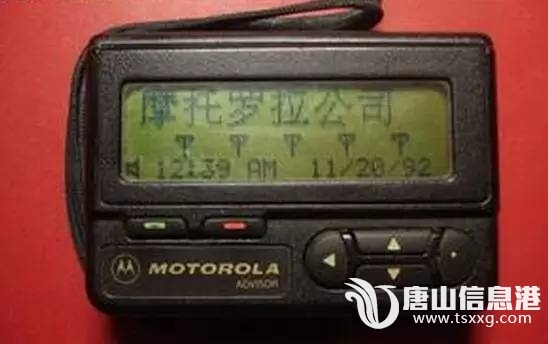 摩托罗拉公司
12:39 AM 11/20/92
MOTOROLA
ADVISOR
唐山信息港
www.tsxxg.com